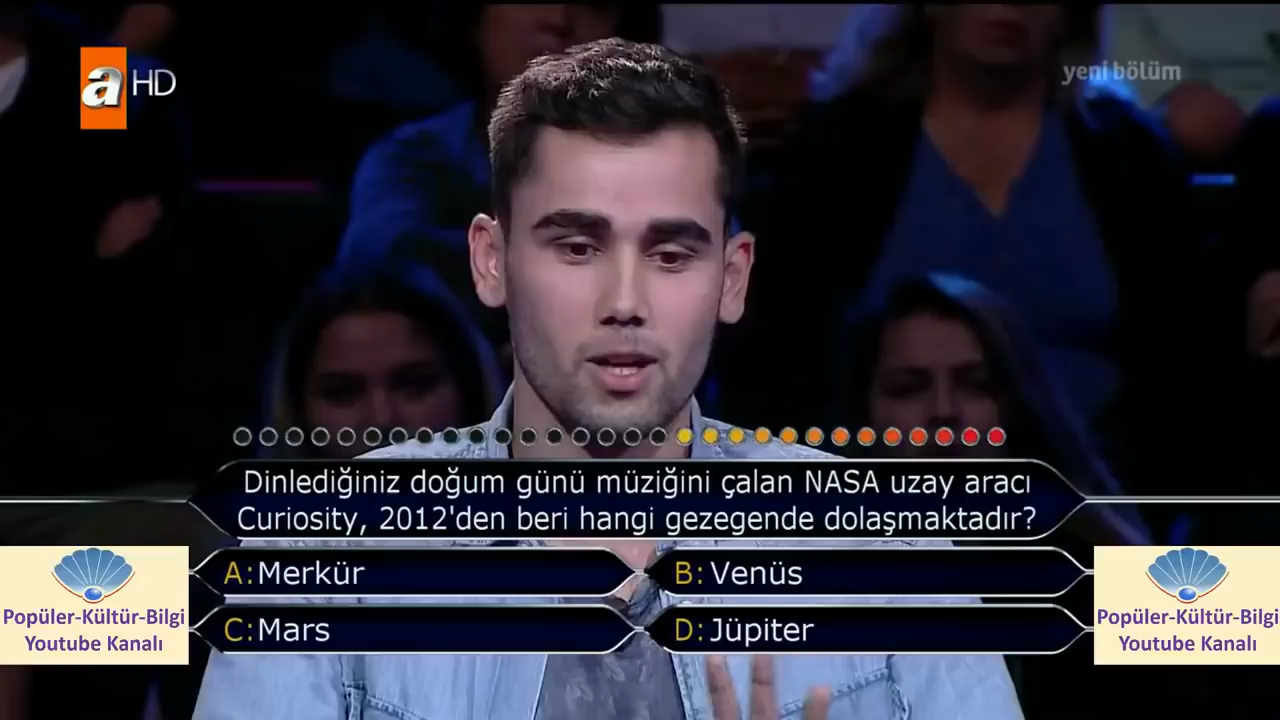 a HD
yeni bölüm
Dinlediğiniz doğum günü müziğini çalan NASA uzay aracı
Curiosity, 2012'den beri hangi gezegende dolaşmaktadır?
A:Merkür
B:Venüs
C:Mars
D:Jüpiter
Popüler-Kültür-Bilgi
Youtube Kanalı
Popüler-Kültür-Bilgi
Youtube Kanalı